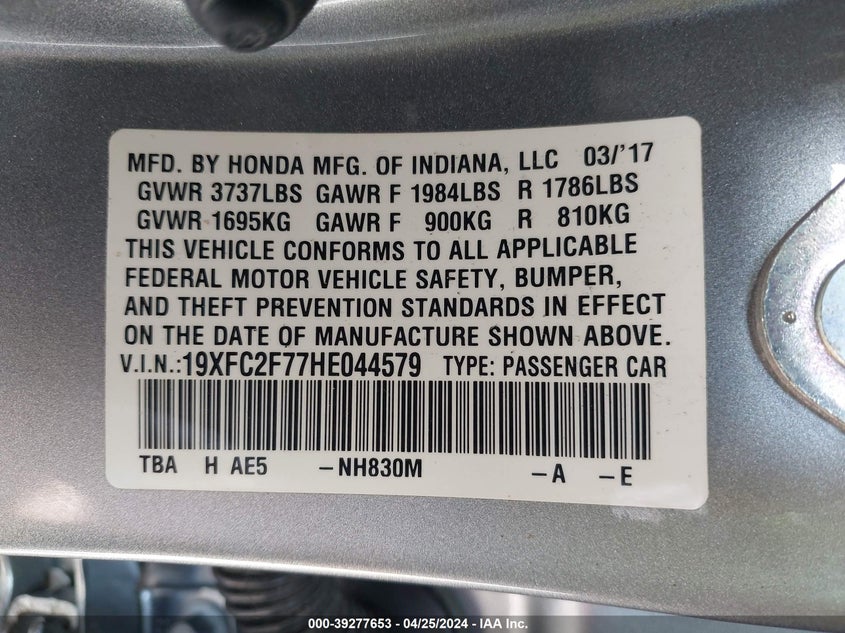 MFD. BY HONDA MFG. OF INDIANA, LLC 03/'17
GVWR 3737LBS GAWR F 1984LBS R 1786LBS
GVWR 1695KG GAWR F 900KG R 810KG
THIS VEHICLE CONFORMS TO ALL APPLICABLE
FEDERAL MOTOR VEHICLE SAFETY, BUMPER,
AND THEFT PREVENTION STANDARDS IN EFFECT
ON THE DATE OF MANUFACTURE SHOWN ABOVE.
V.I.N.:19XFC2F77HE044579 TYPE: PASSENGER CAR
TBA H AE5 –NH830M –A –E
000-39277653 - 04/25/2024 - IAA Inc.